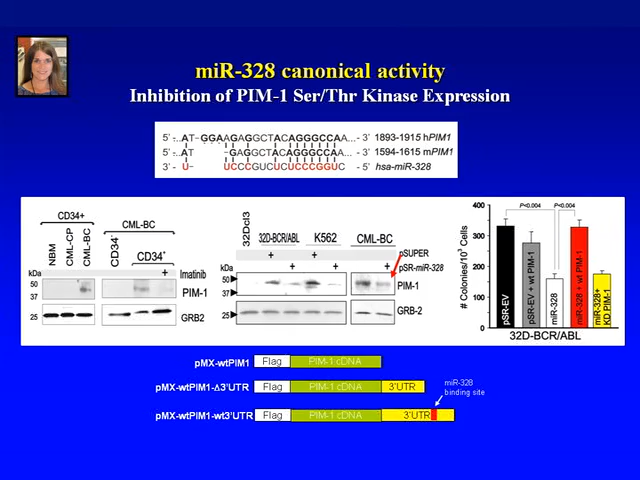 miR-328 canonical activity
Inhibition of PIM-1 Ser/Thr Kinase Expression
5' -..AT- GGAAGAGGCTACAGGGCCAA... - 3' 1893-1915 hPIM1
5' -..AT -GAGGCTACAGGGCCAA... - 3' 1594-1615 mPIM1
3' - U- UCCCGUCUCUCCCGGUC - 5' hsa-miR-328
CD34+
NBM
CML-CP
CML-BC
CML-BC
CD34-
CD34+
+ Imatinib
kDa
50
37
PIM-1
25
GRB2
32Dcl3
32D-BCR/ABL
K562
CML-BC
+ + pSUPER
+ + + pSR-miR-328
kDa
50
37
PIM-1
25
GRB-2
# Colonies/10³ Cells
400
300
200
100
0
P<0.004 P<0.004
pSR-EV
pSR-EV + wt PIM-1
miR-328
miR-328 + wt PIM-1
miR-328+ KD PIM-1
32D-BCR/ABL
pMX-wtPIM1 Flag PIM-1 cDNA
pMX-wtPIM1-Δ3'UTR Flag PIM-1 cDNA 3'UTR
miR-328
binding site
pMX-wtPIM1-wt3'UTR Flag PIM-1 cDNA 3'UTR